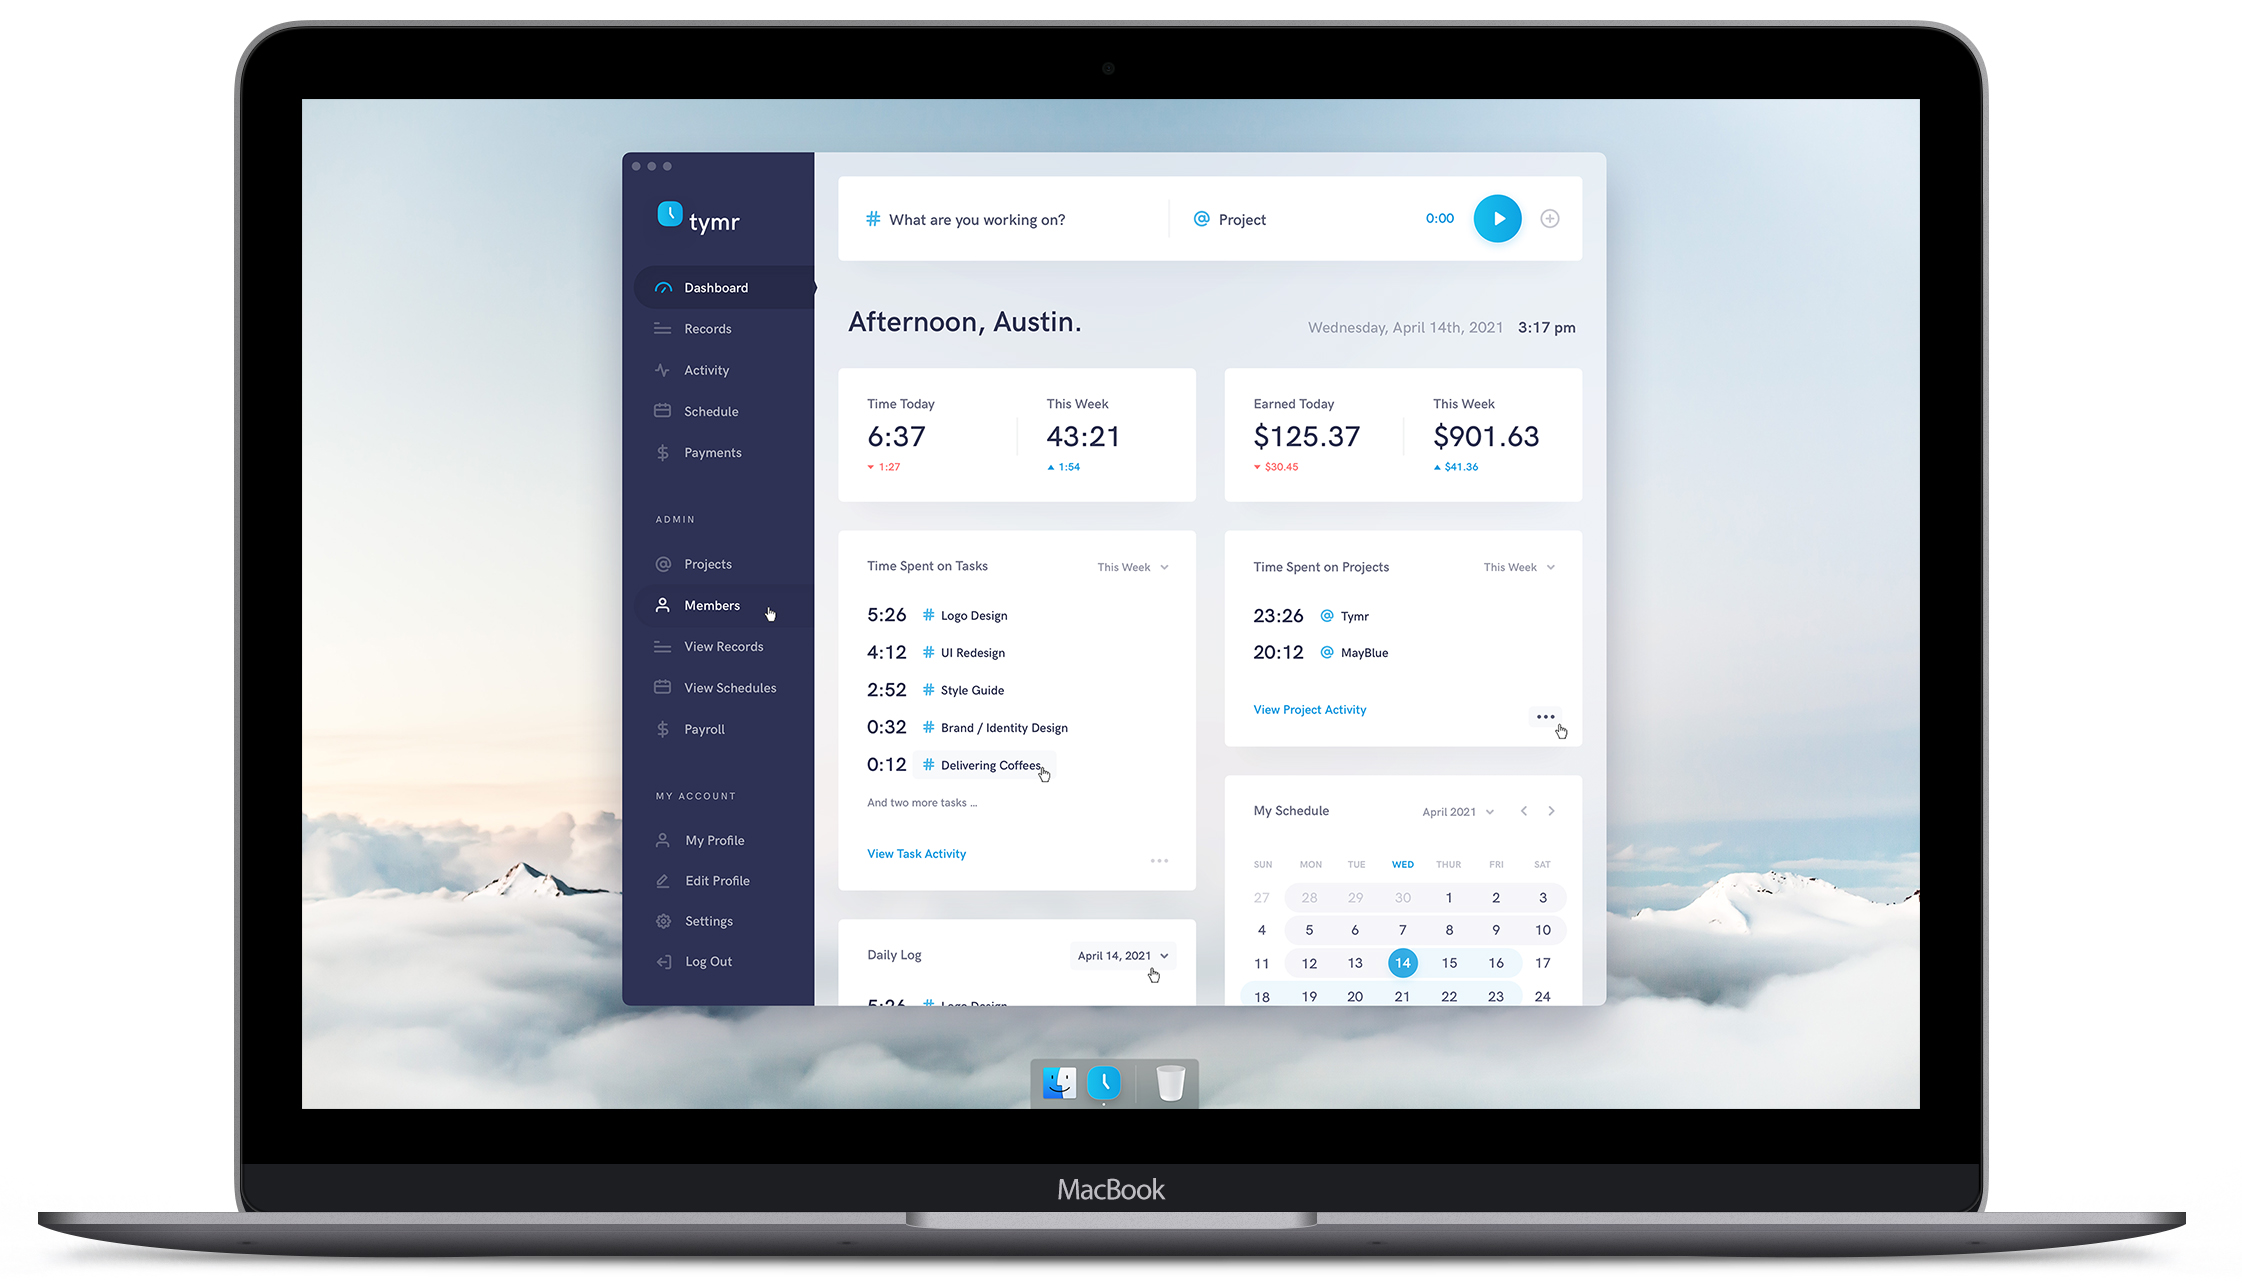 tymr
Dashboard
Records
Activity
Schedule
Payments
ADMIN
Projects
Members
View Records
View Schedules
Payroll
MY ACCOUNT
My Profile
Edit Profile
Settings
Log Out
# What are you working on?
@ Project
0:00
Afternoon, Austin.
Wednesday, April 14th, 2021 3:17 pm
Time Today
6:37
1:27
This Week
43:21
1:54
Earned Today
$125.37
$30.45
This Week
$901.63
$41.36
Time Spent on Tasks
This Week
5:26 # Logo Design
4:12 # UI Redesign
2:52 # Style Guide
0:32 # Brand / Identity Design
0:12 # Delivering Coffees
And two more tasks ...
View Task Activity
Time Spent on Projects
This Week
23:26 @ Tymr
20:12 @ MayBlue
View Project Activity
Daily Log
April 14, 2021
5:26 # Logo Design
My Schedule
April 2021
SUN MON TUE WED THUR FRI SAT
27 28 29 30 1 2 3
4 5 6 7 8 9 10
11 12 13 14 15 16 17
18 19 20 21 22 23 24
MacBook